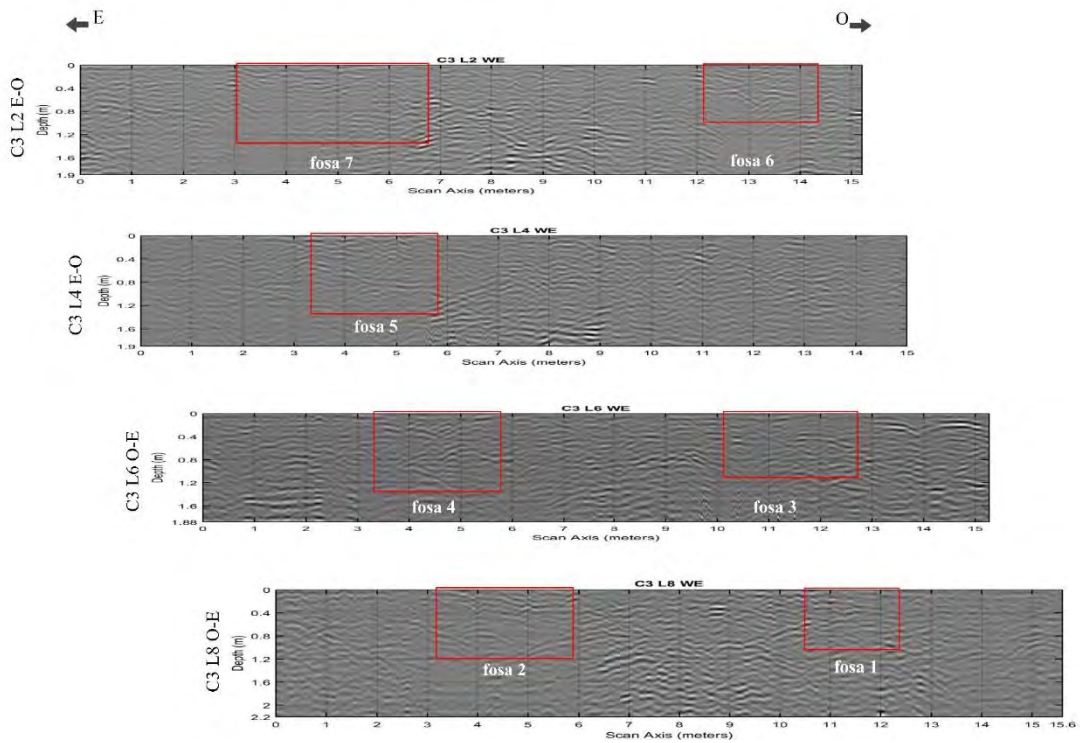 E O
C3 L2 WE
C3 L2 E-O
Depth (m)
0
0.4
0.8
1.2
1.6
1.9
fosa 7 fosa 6
0 1 2 3 4 5 6 7 8 9 10 11 12 13 14 15
Scan Axis (meters)
C3 L4 WE
C3 L4 E-O
Depth (m)
0
0.4
0.8
1.2
1.6
1.9
fosa 5
0 1 2 3 4 5 6 7 8 9 10 11 12 13 14 15
Scan Axis (meters)
C3 L6 WE
C3 L6 O-E
Depth (m)
0
0.4
0.8
1.2
1.6
1.88
fosa 4 fosa 3
0 1 2 3 4 5 6 7 8 9 10 11 12 13 14 15
Scan Axis (meters)
C3 L8 WE
C3 L8 O-E
Depth (m)
0
0.4
0.8
1.2
1.6
2
2.2
fosa 2 fosa 1
0 1 2 3 4 5 6 7 8 9 10 11 12 13 14 15 15.6
Scan Axis (meters)